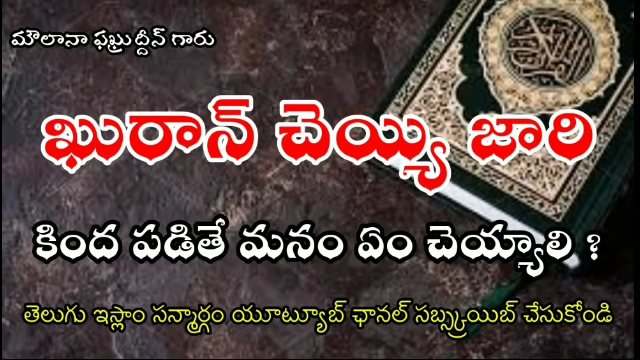 మౌలానా ఫఖ్రుద్దీన్ గారు
ఖురాన్ చెయ్యి జారి
కింద పడితే మనం ఏం చెయ్యాలి ?
తెలుగు ఇస్లాం సన్మార్గం యూట్యూబ్ ఛానల్ సబ్స్క్రయిబ్ చేసుకోండి